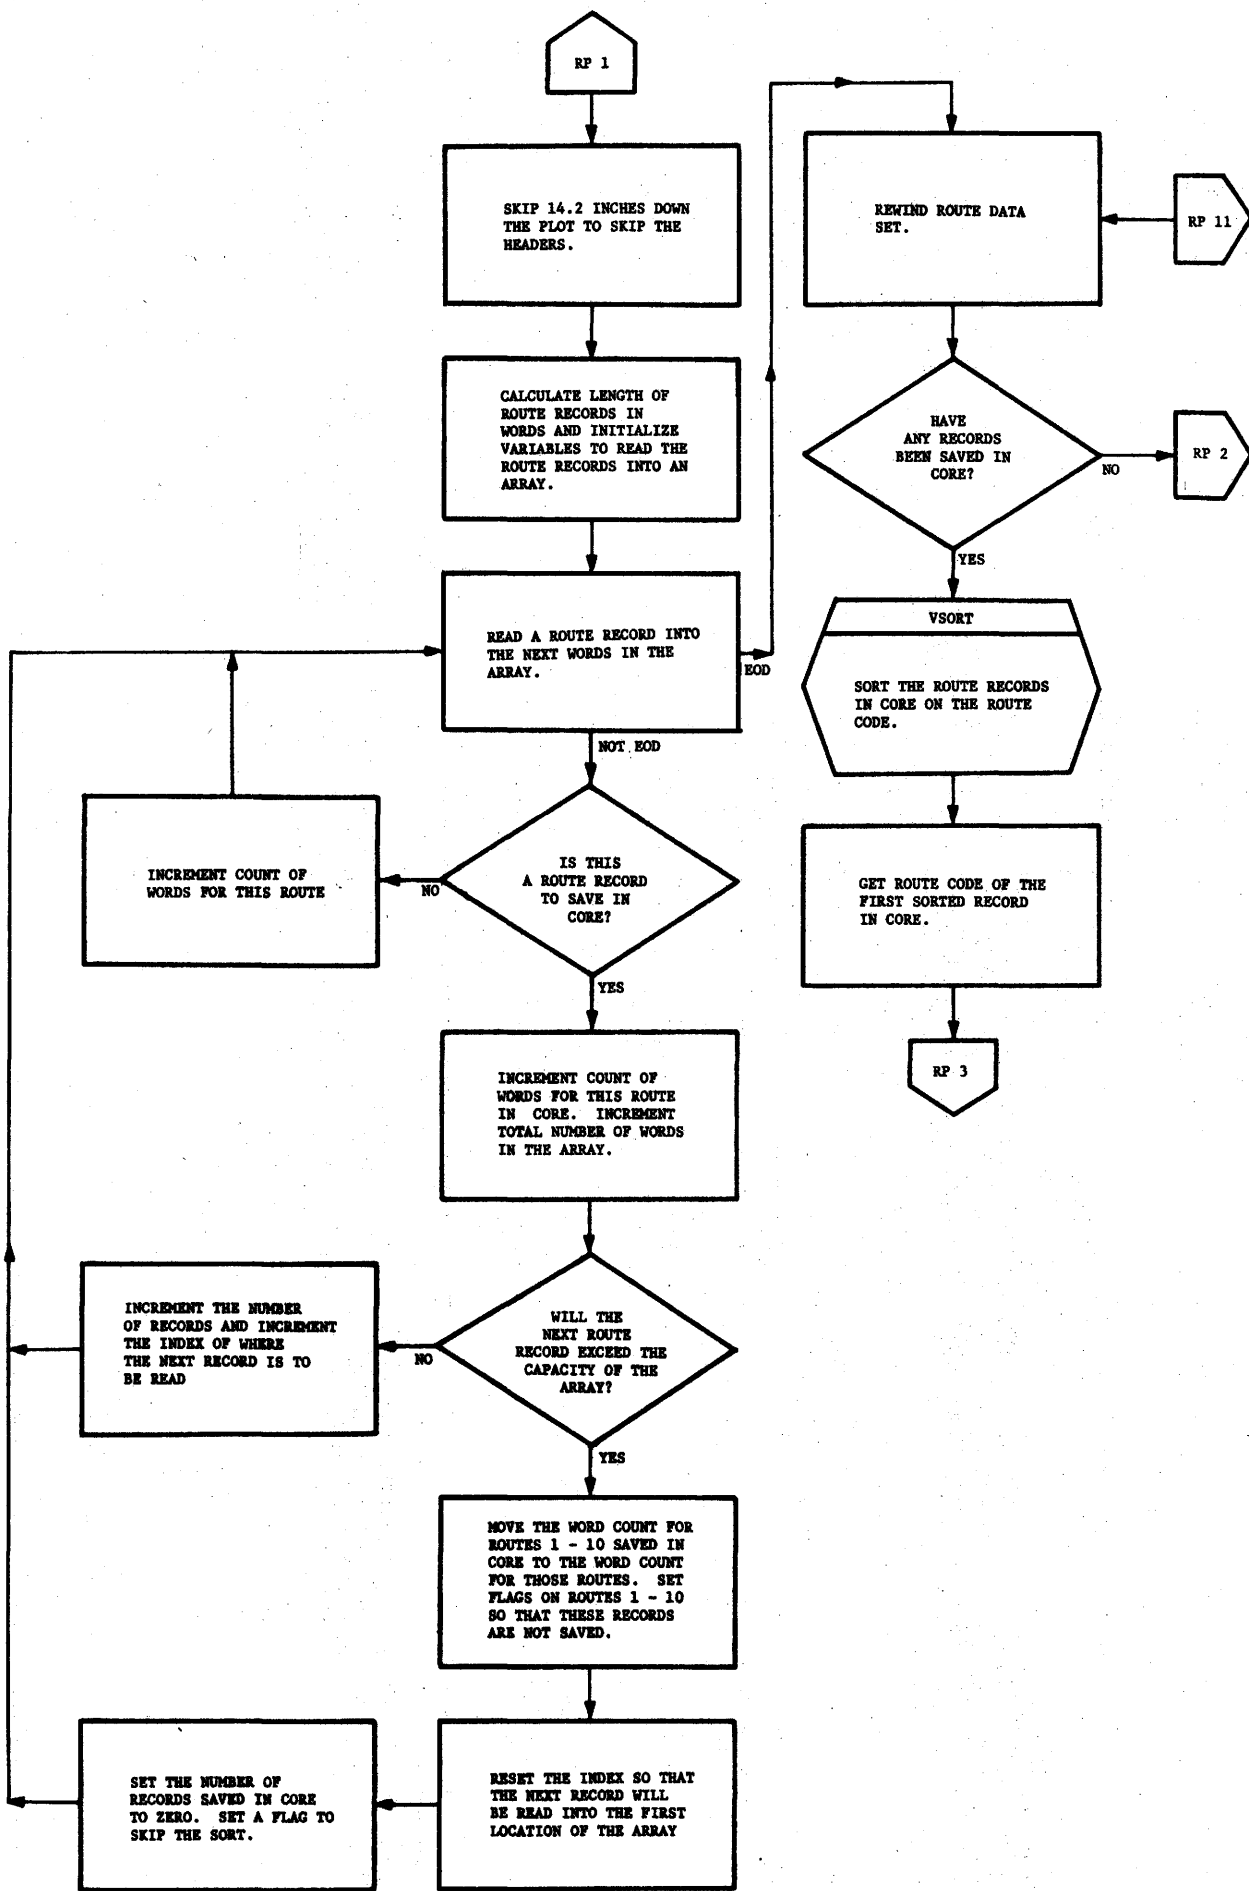 RP 1
SKIP 14.2 INCHES DOWN
THE PLOT TO SKIP THE
HEADERS.
CALCULATE LENGTH OF
ROUTE RECORDS IN
WORDS AND INITIALIZE
VARIABLES TO READ THE
ROUTE RECORDS INTO AN
ARRAY.
READ A ROUTE RECORD INTO
THE NEXT WORDS IN THE
ARRAY.
EOD
NOT EOD
IS THIS
A ROUTE RECORD
TO SAVE IN
CORE?
NO
INCREMENT COUNT OF
WORDS FOR THIS ROUTE
YES
INCREMENT COUNT OF
WORDS FOR THIS ROUTE
IN CORE. INCREMENT
TOTAL NUMBER OF WORDS
IN THE ARRAY.
WILL THE
NEXT ROUTE
RECORD EXCEED THE
CAPACITY OF THE
ARRAY?
NO
INCREMENT THE NUMBER
OF RECORDS AND INCREMENT
THE INDEX OF WHERE
THE NEXT RECORD IS TO
BE READ
YES
MOVE THE WORD COUNT FOR
ROUTES 1 - 10 SAVED IN
CORE TO THE WORD COUNT
FOR THOSE ROUTES. SET
FLAGS ON ROUTES 1 - 10
SO THAT THESE RECORDS
ARE NOT SAVED.
RESET THE INDEX SO THAT
THE NEXT RECORD WILL
BE READ INTO THE FIRST
LOCATION OF THE ARRAY
SET THE NUMBER OF
RECORDS SAVED IN CORE
TO ZERO. SET A FLAG TO
SKIP THE SORT.
REWIND ROUTE DATA
SET.
RP 11
HAVE
ANY RECORDS
BEEN SAVED IN
CORE?
NO
RP 2
YES
VSORT
SORT THE ROUTE RECORDS
IN CORE ON THE ROUTE
CODE.
GET ROUTE CODE OF THE
FIRST SORTED RECORD
IN CORE.
RP 3